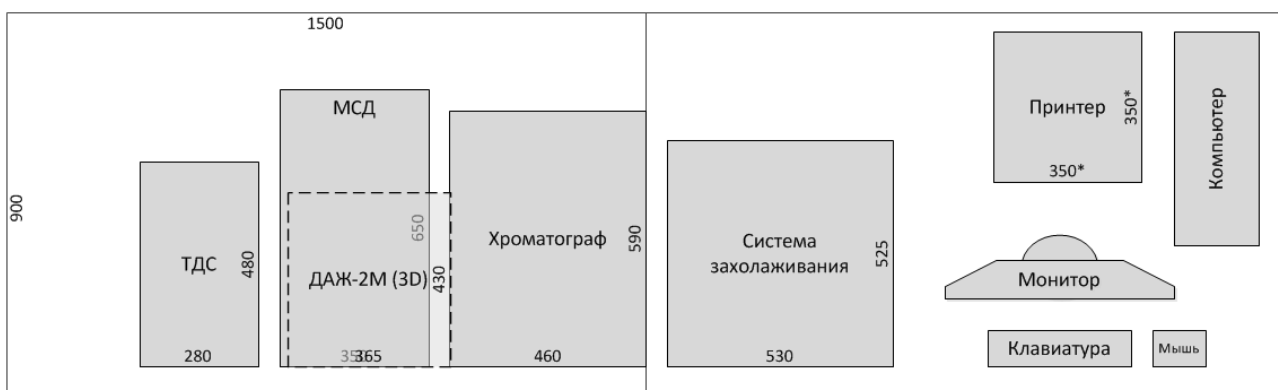 1500
МСД
Принтер
350*
350*
Компьютер
900
650
Хроматограф
590
ТДС
480
ДАЖ-2М (3D)
430
Система
захолаживания
525
Монитор
280
350
365
460
530
Клавиатура
Мышь